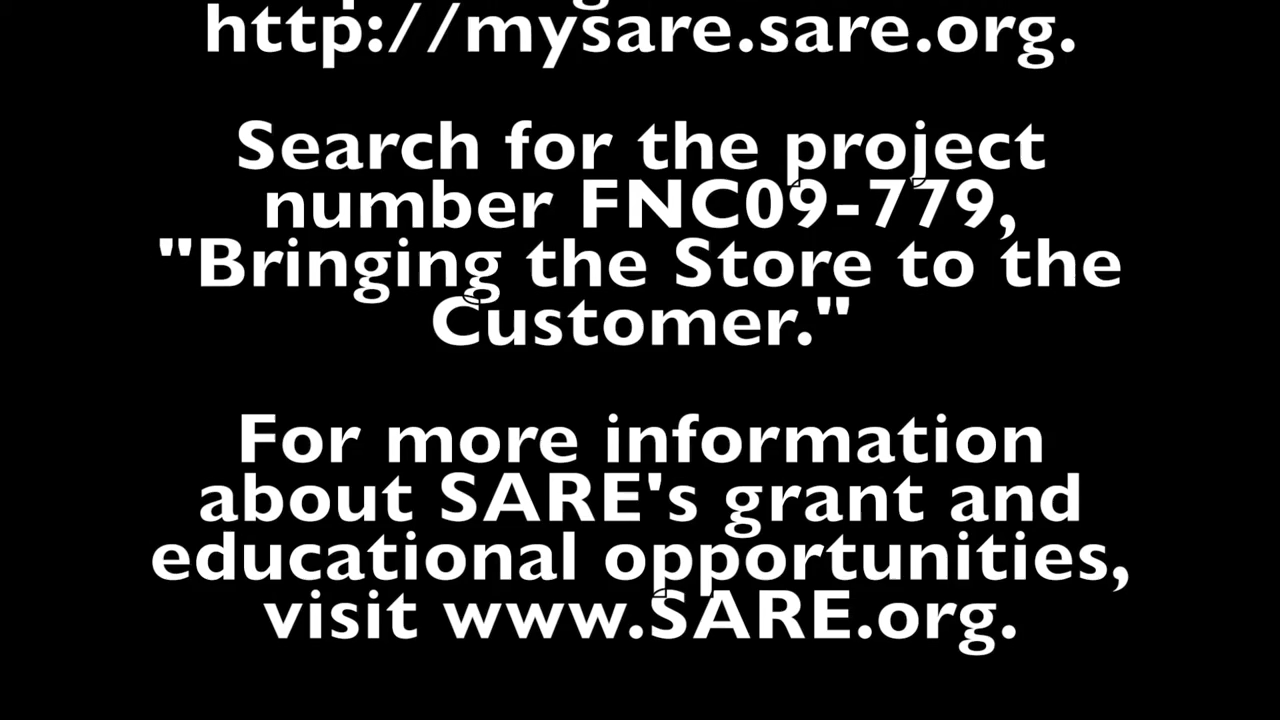 http://mysare.sare.org.
Search for the project
number FNC09-779,
"Bringing the Store to the
Customer."
For more information
about SARE's grant and
educational opportunities,
visit www.SARE.org.